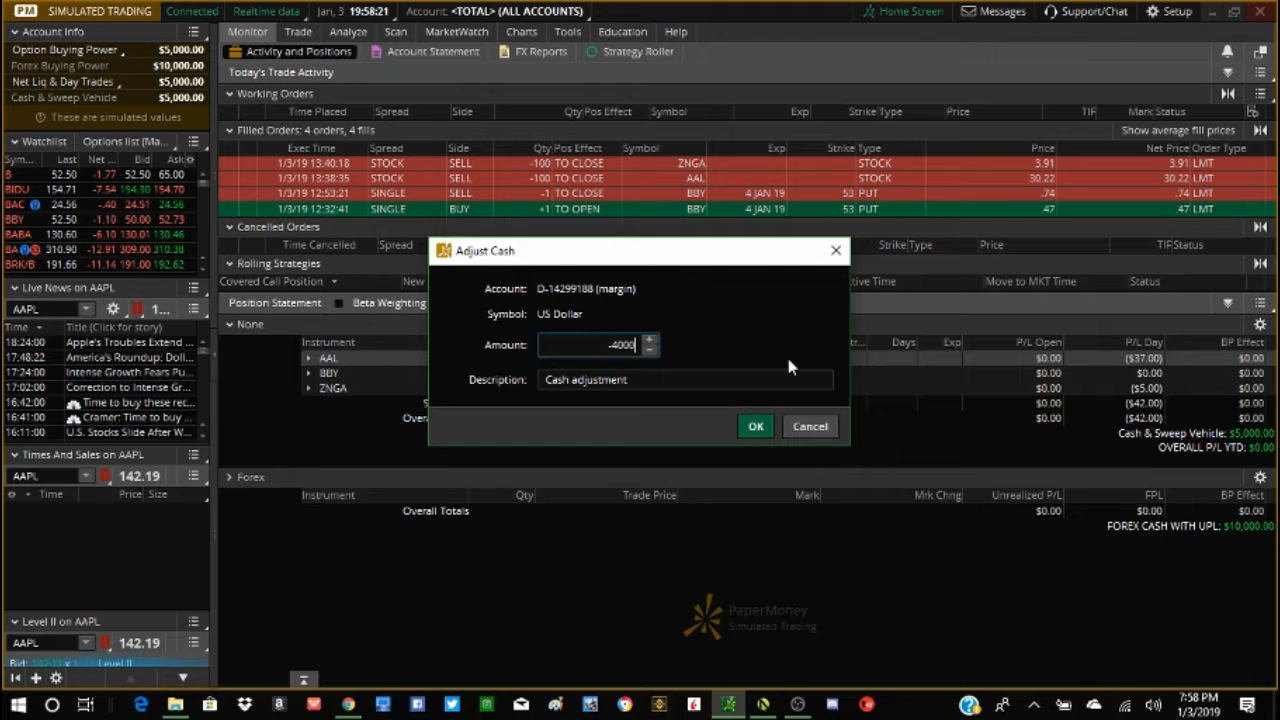 PM SIMULATED TRADING Connected Realtime data Jan, 3 19:58:21 Account: <TOTAL> (ALL ACCOUNTS) Home Screen Messages Support/Chat Setup
Account Info
Option Buying Power $5,000.00
Forex Buying Power $10,000.00
Net Liq & Day Trades $5,000.00
Cash & Sweep Vehicle $5,000.00
These are simulated values
Watchlist Options list (Ma...
Sym... Last Net ... Bid Ask
B 52.50 -1.77 52.50 65.00
BIDU 154.71 -7.54 154.30 154.70
BAC 24.56 -.40 24.51 24.56
BBY 52.50 -1.10 50.00 52.73
BABA 130.60 -6.10 130.01 130.46
BA 310.90 -12.91 309.00 310.38
BRK/B 191.66 -11.14 191.00 192.62
Live News on AAPL
AAPL 1...
Time Title (Click for story)
18:24:00 Apple's Troubles Could...
17:48:22 America's Roundup: Doll...
17:24:00 Intense Growth Fears Pu...
17:02:00 Correction to Intense Gr...
16:42:00 Time to buy these rec...
16:41:00 Cramer: Time to buy ...
16:11:00 U.S. Stocks Slide After W...
Times And Sales on AAPL
AAPL 142.19
Time Price Size
Level II on AAPL
AAPL 142.19
Level II
Monitor Trade Analyze Scan MarketWatch Charts Tools Education Help
Activity and Positions Account Statement FX Reports Strategy Roller
Today's Trade Activity
Working Orders
Time Placed Spread Side Qty Pos Effect Symbol Exp Strike Type Price TIF Mark Status
Filled Orders: 4 orders, 4 fills Show average fill prices
Exec Time Spread Side Qty Pos Effect Symbol Exp Strike Type Price Net Price Order Type
1/3/19 13:40:18 STOCK SELL -100 TO CLOSE ZNGA STOCK 3.91 3.91 LMT
1/3/19 13:38:35 STOCK SELL -100 TO CLOSE AAL STOCK 30.22 30.22 LMT
1/3/19 12:53:21 SINGLE SELL -1 TO CLOSE BBY 4 JAN 19 53 PUT .74 .74 LMT
1/3/19 12:32:41 SINGLE BUY +1 TO OPEN BBY 4 JAN 19 53 PUT .47 .47 LMT
Cancelled Orders
Time Cancelled Spread Strike Type Price TIF Status
Rolling Strategies
Covered Call Position New ctive Time Move to MKT Time Status
Position Statement Beta Weighting
None
Instrument Days Exp P/L Open P/L Day BP Effect
AAL $0.00 ($37.00) $0.00
BBY $0.00 $0.00 $0.00
ZNGA $0.00 ($5.00) $0.00
$0.00 ($42.00) $0.00
Over $0.00 ($42.00) $0.00
Cash & Sweep Vehicle: $5,000.00
OVERALL P/L YTD: $0.00
Forex
Instrument Qty Trade Price Mark Mrk Chng Unrealized P/L FPL BP Effect
Overall Totals $0.00 $0.00 $0.00
FOREX CASH WITH UPL: $10,000.00
Adjust Cash
Account: D-14299188 (margin)
Symbol: US Dollar
Amount: -4000
Description: Cash adjustment
OK Cancel
PaperMoney
Simulated Trading
7:58 PM
1/3/2019